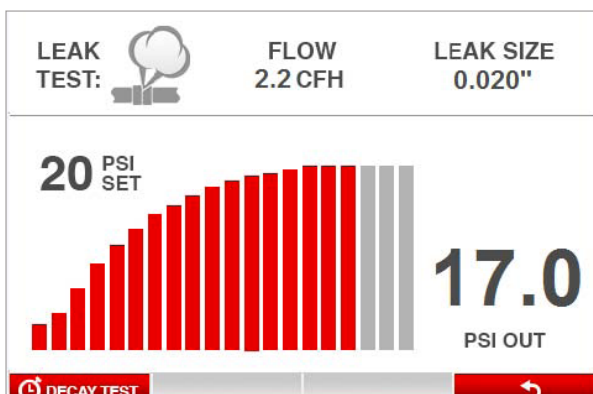 LEAK TEST:
FLOW
2.2 CFH
LEAK SIZE
0.020"
20 PSI SET
17.0
PSI OUT
DECAY TEST